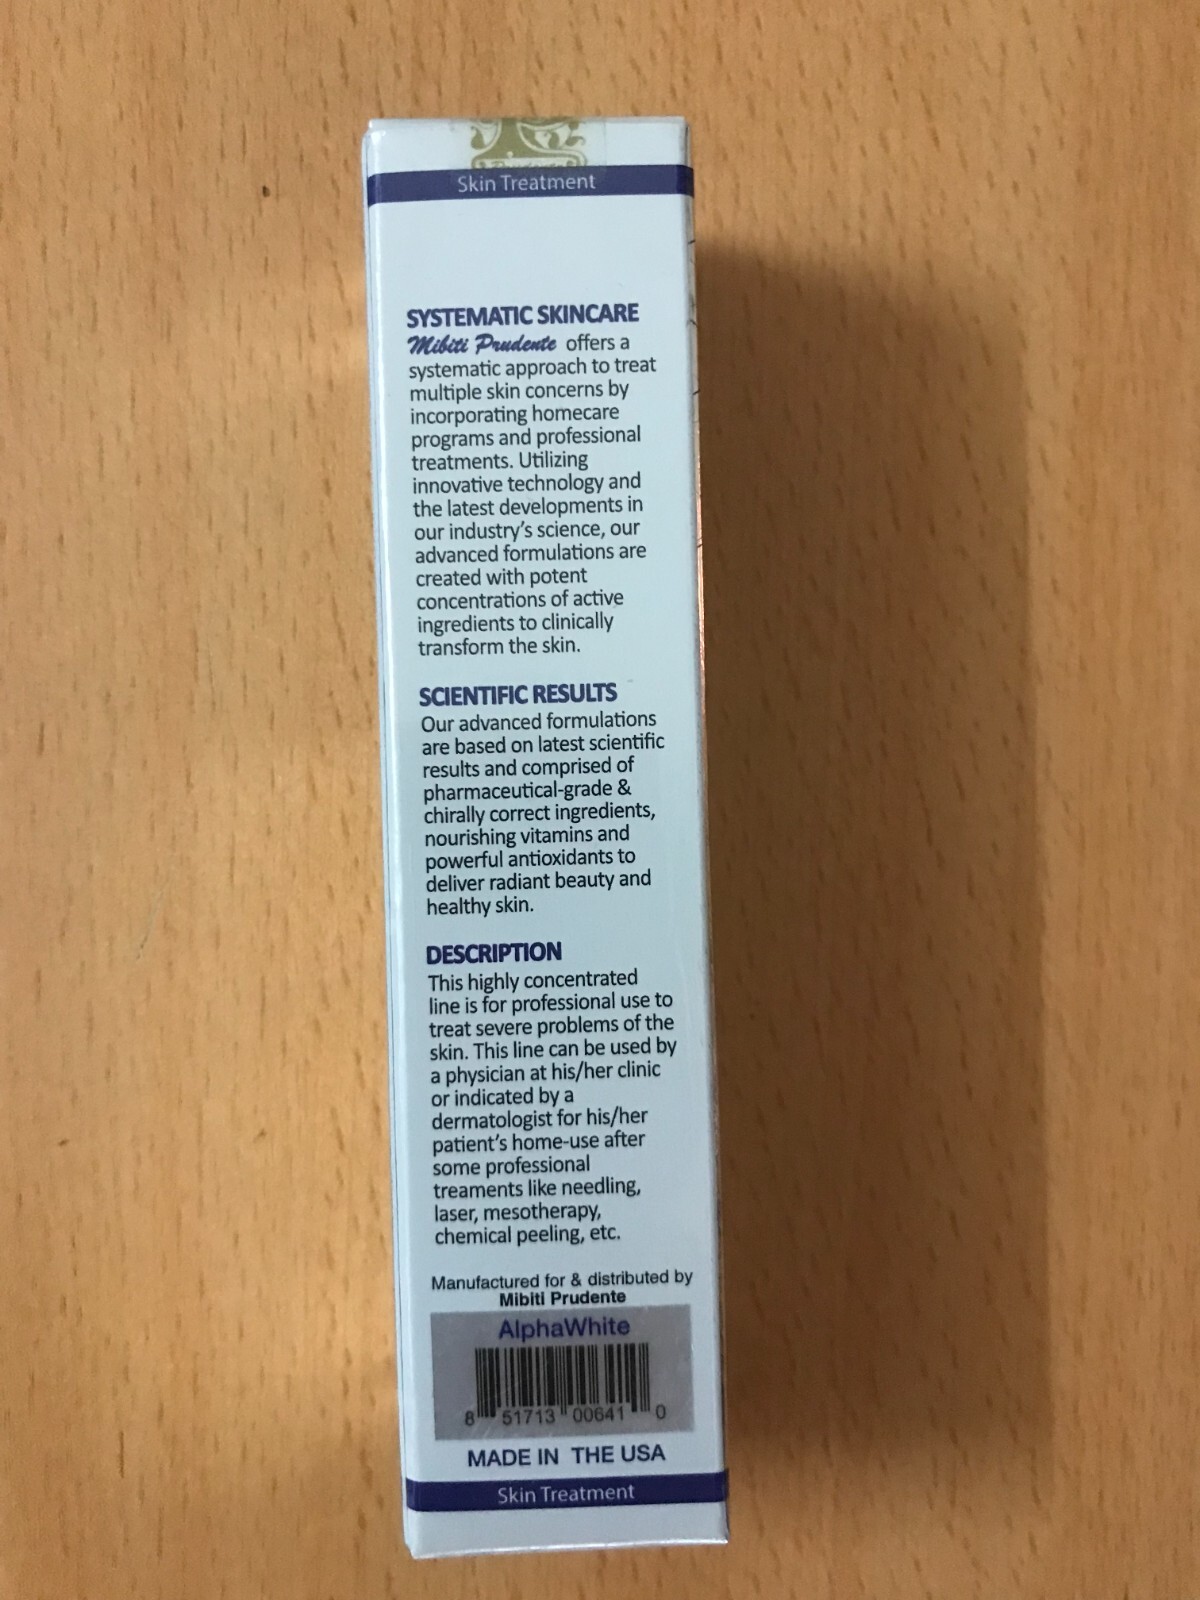 Skin Treatment
SYSTEMATIC SKINCARE
Mibiti Prudente offers a
systematic approach to treat
multiple skin concerns by
incorporating homecare
programs and professional
treatments. Utilizing
innovative technology and
the latest developments in
our industry's science, our
advanced formulations are
created with potent
concentrations of active
ingredients to clinically
transform the skin.
SCIENTIFIC RESULTS
Our advanced formulations
are based on latest scientific
results and comprised of
pharmaceutical-grade &
chirally correct ingredients,
nourishing vitamins and
powerful antioxidants to
deliver radiant beauty and
healthy skin.
DESCRIPTION
This highly concentrated
line is for professional use to
treat severe problems of the
skin. This line can be used by
a physician at his/her clinic
or indicated by a
dermatologist for his/her
patient's home-use after
some professional
treaments like needling,
laser, mesotherapy,
chemical peeling, etc.
Manufactured for & distributed by
Mibiti Prudente
AlphaWhite
8 51713 00641 0
MADE IN THE USA
Skin Treatment